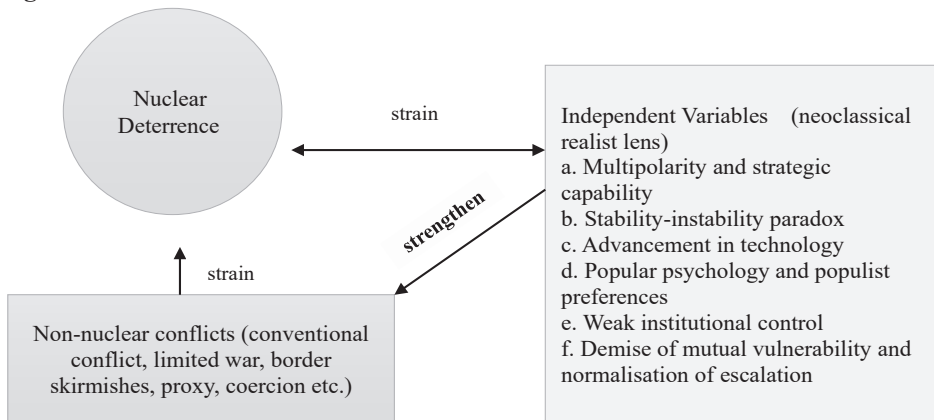 Nuclear
Deterrence
strain
Independent Variables (neoclassical
realist lens)
a. Multipolarity and strategic
capability
b. Stability-instability paradox
c. Advancement in technology
d. Popular psychology and populist
preferences
e. Weak institutional control
f. Demise of mutual vulnerability and
normalisation of escalation
strengthen
strain
Non-nuclear conflicts (conventional
conflict, limited war, border
skirmishes, proxy, coercion etc.)